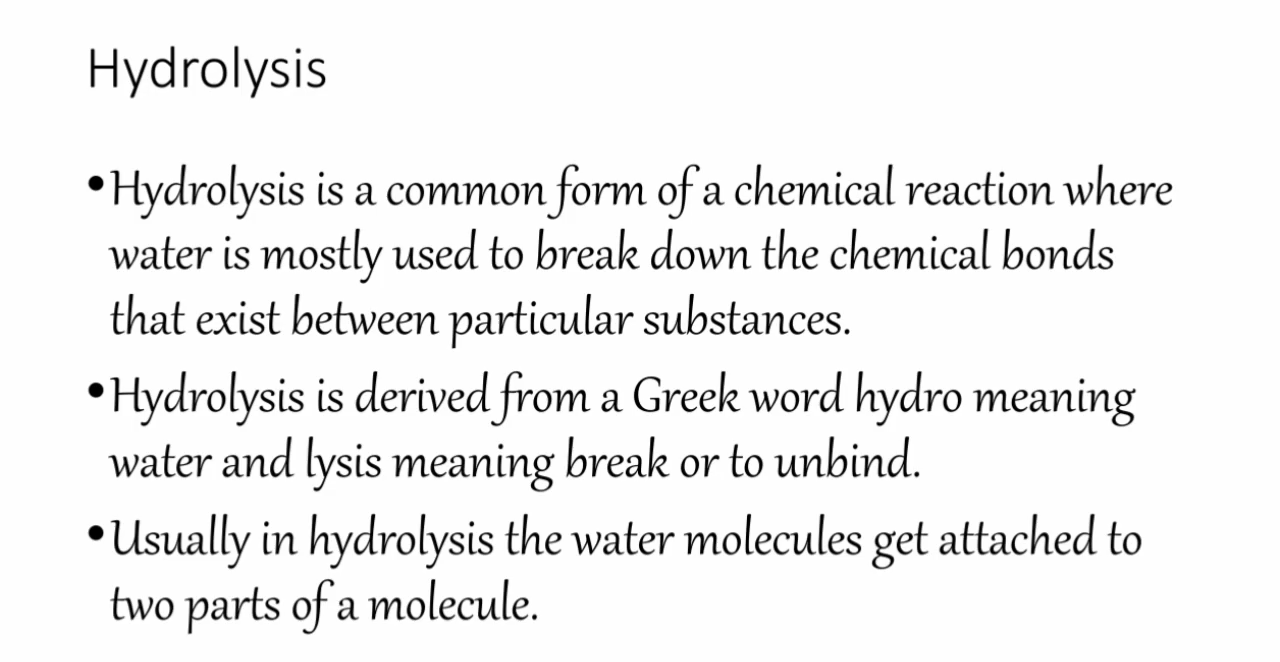 Hydrolysis
•Hydrolysis is a common form of a chemical reaction where
water is mostly used to break down the chemical bonds
that exist between particular substances.
•Hydrolysis is derived from a Greek word hydro meaning
water and lysis meaning break or to unbind.
•Usually in hydrolysis the water molecules get attached to
two parts of a molecule.